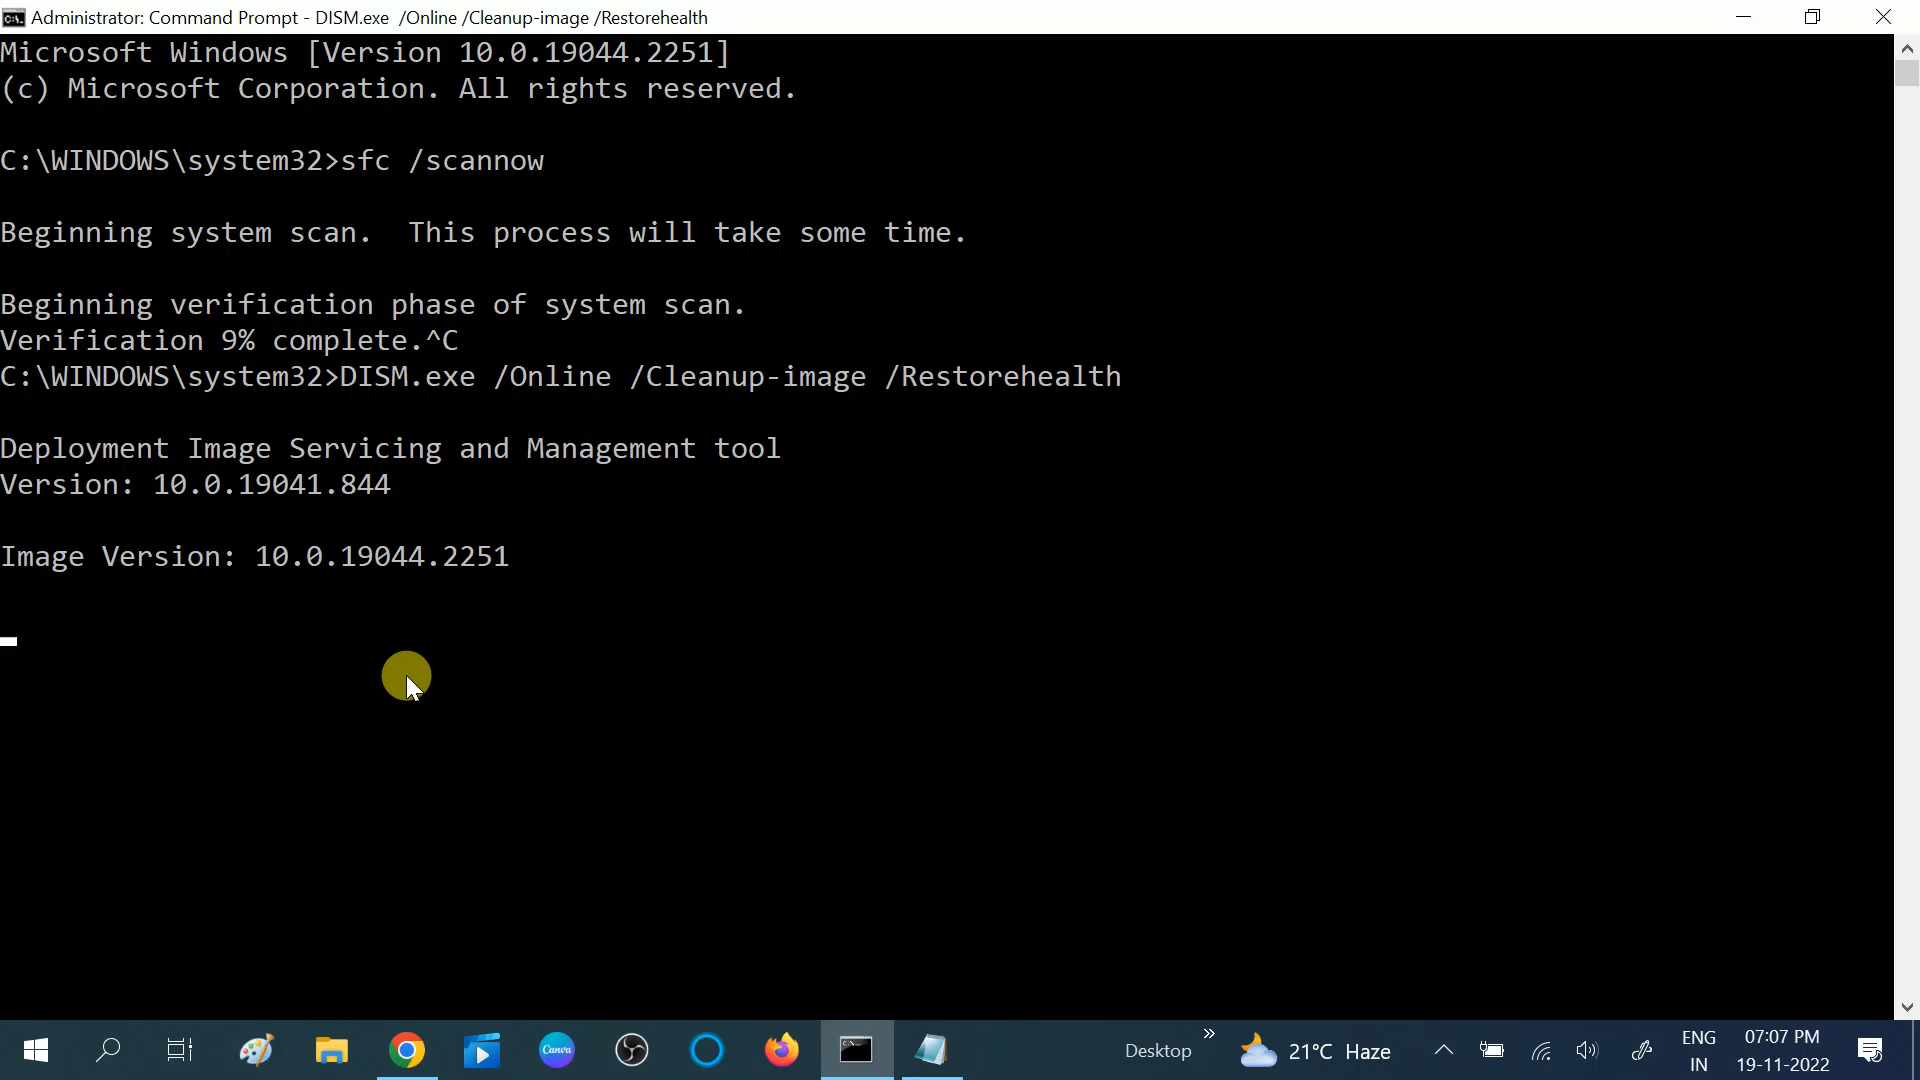 Administrator: Command Prompt - DISM.exe  /Online /Cleanup-image /Restorehealth
Microsoft Windows [Version 10.0.19044.2251]
(c) Microsoft Corporation. All rights reserved.
C:\WINDOWS\system32>sfc /scannow
Beginning system scan.  This process will take some time.
Beginning verification phase of system scan.
Verification 9% complete.^C
C:\WINDOWS\system32>DISM.exe /Online /Cleanup-image /Restorehealth
Deployment Image Servicing and Management tool
Version: 10.0.19041.844
Image Version: 10.0.19044.2251
Canva
Desktop
21°C Haze
ENG
IN
07:07 PM
19-11-2022